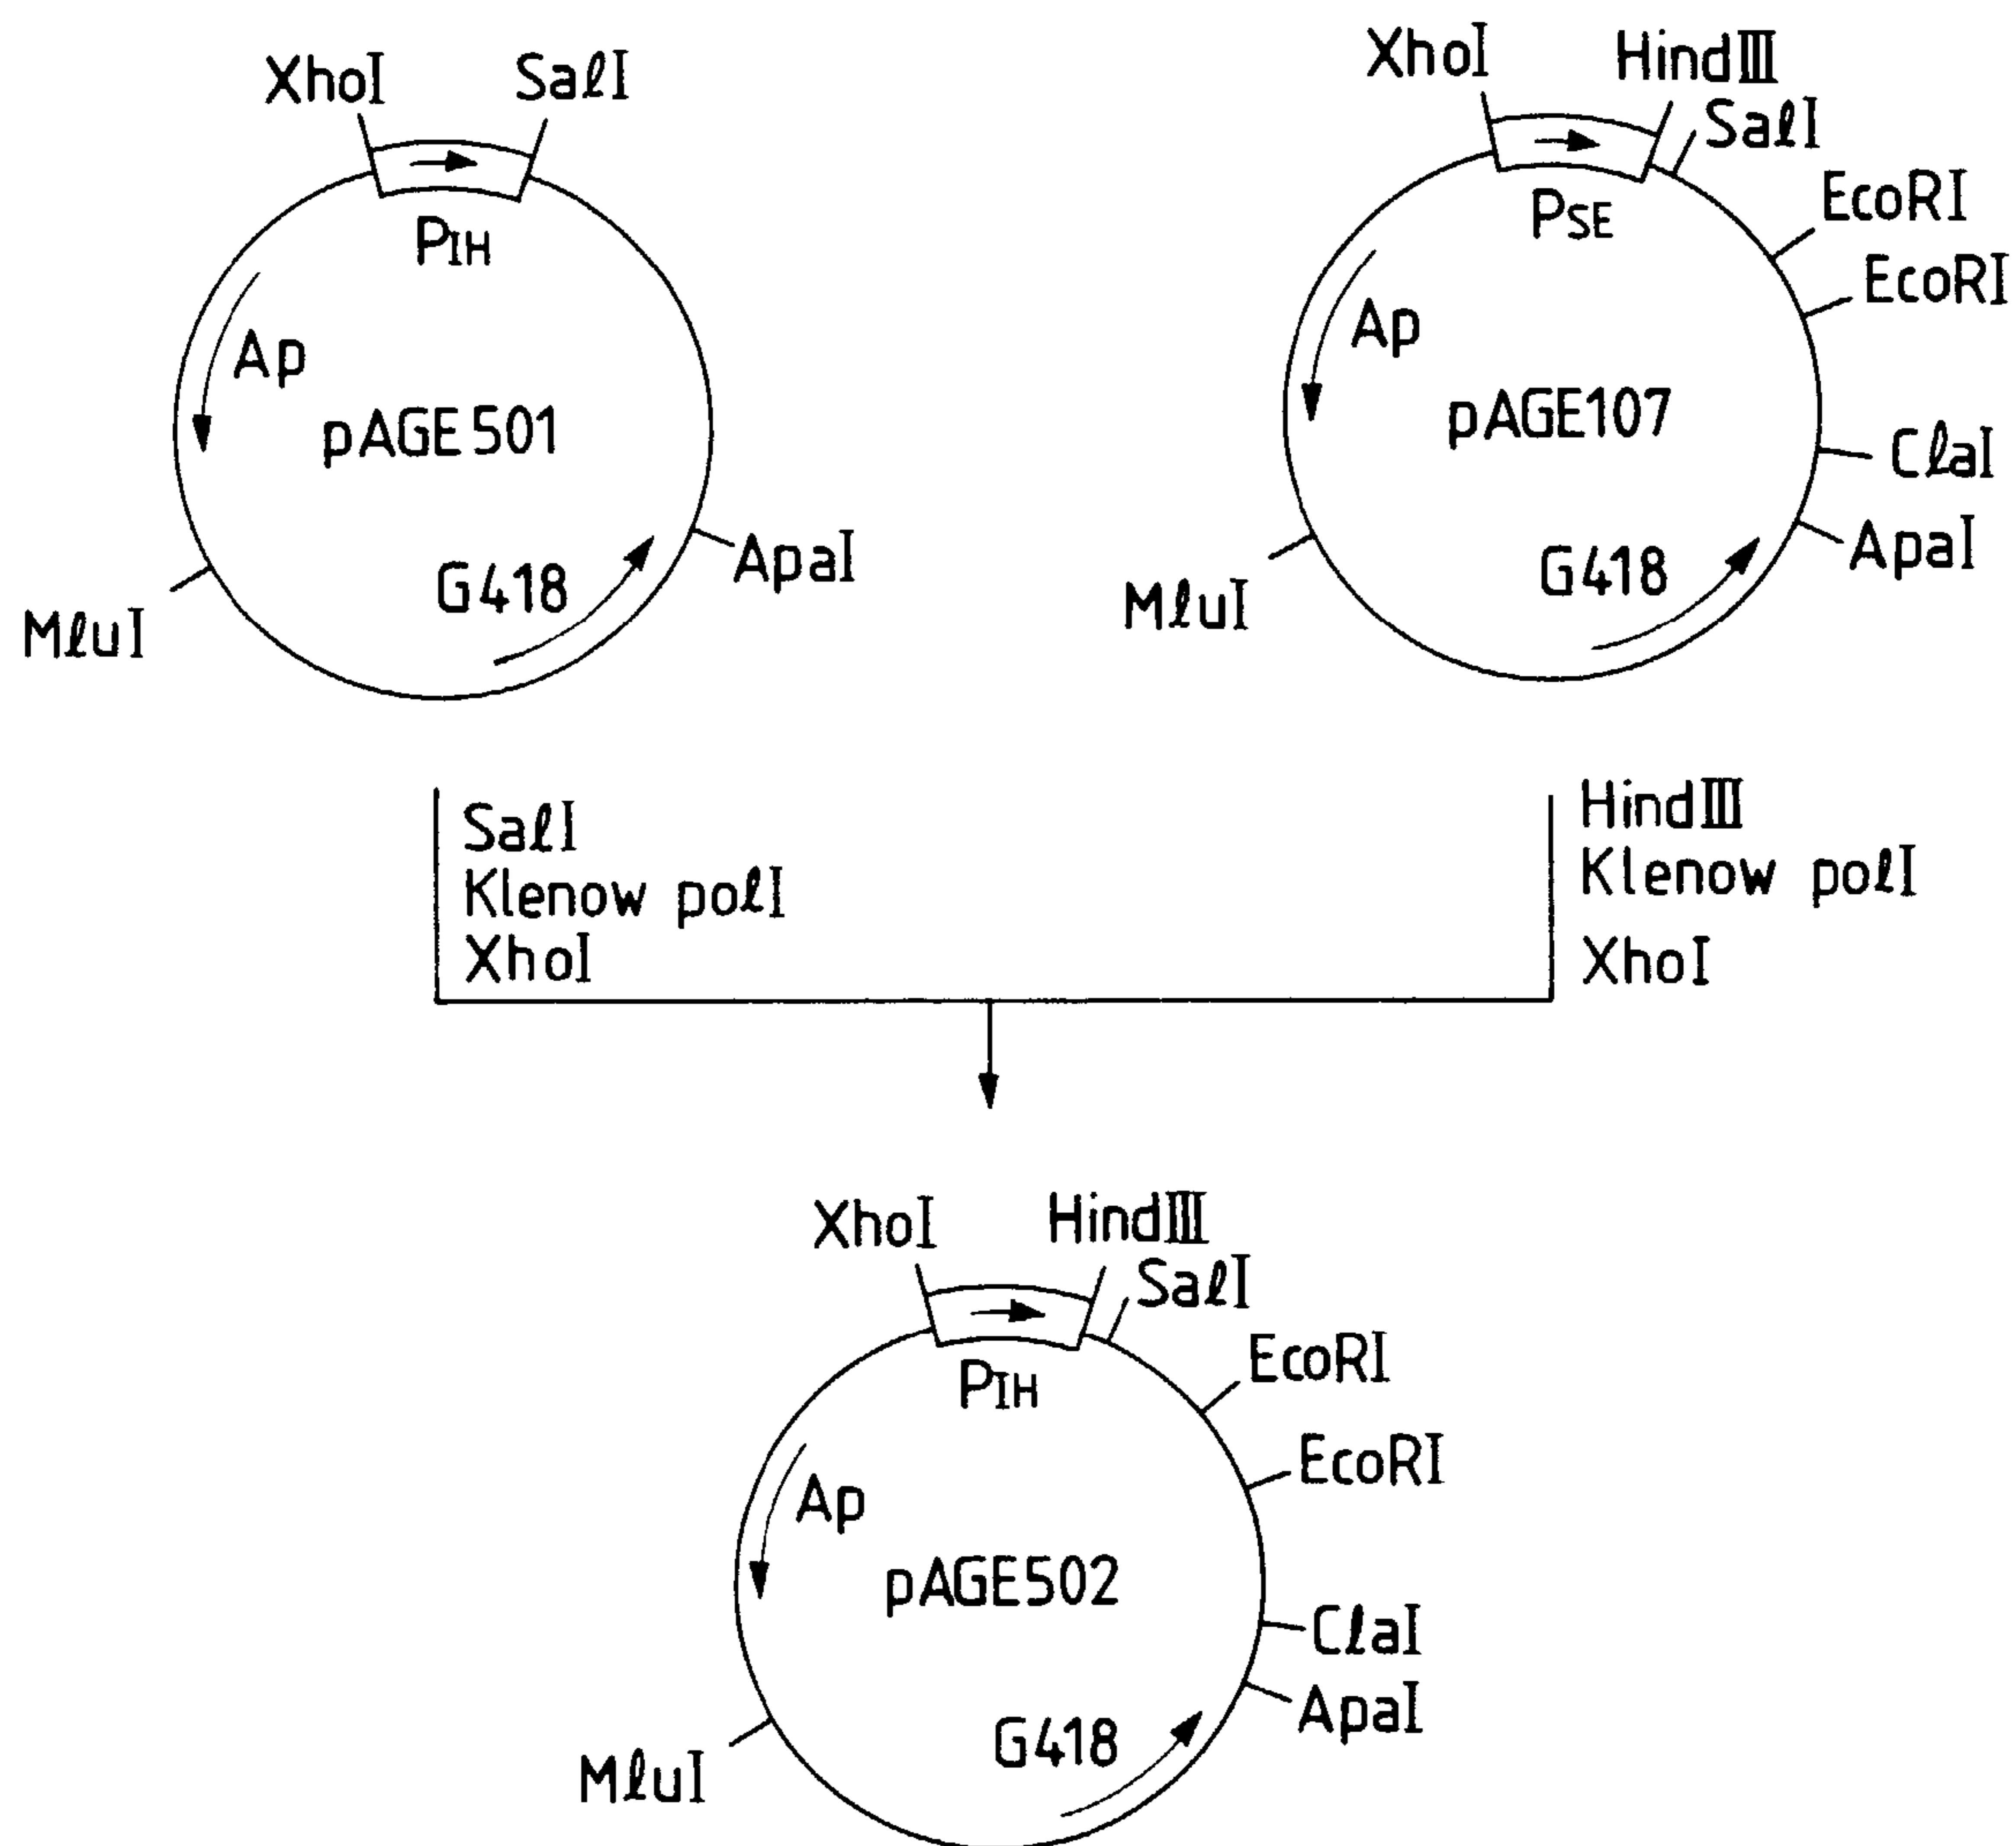 XhoI
SalI
PIH
Ap
pAGE501
ApaI
G418
MluI
XhoI
HindIII
SalI
PSE
EcoRI
EcoRI
Ap
pAGE107
ClaI
ApaI
G418
MluI
SalI
Klenow polI
XhoI
HindIII
Klenow polI
XhoI
XhoI
HindIII
SalI
PIH
EcoRI
EcoRI
Ap
pAGE502
ClaI
ApaI
G418
MluI